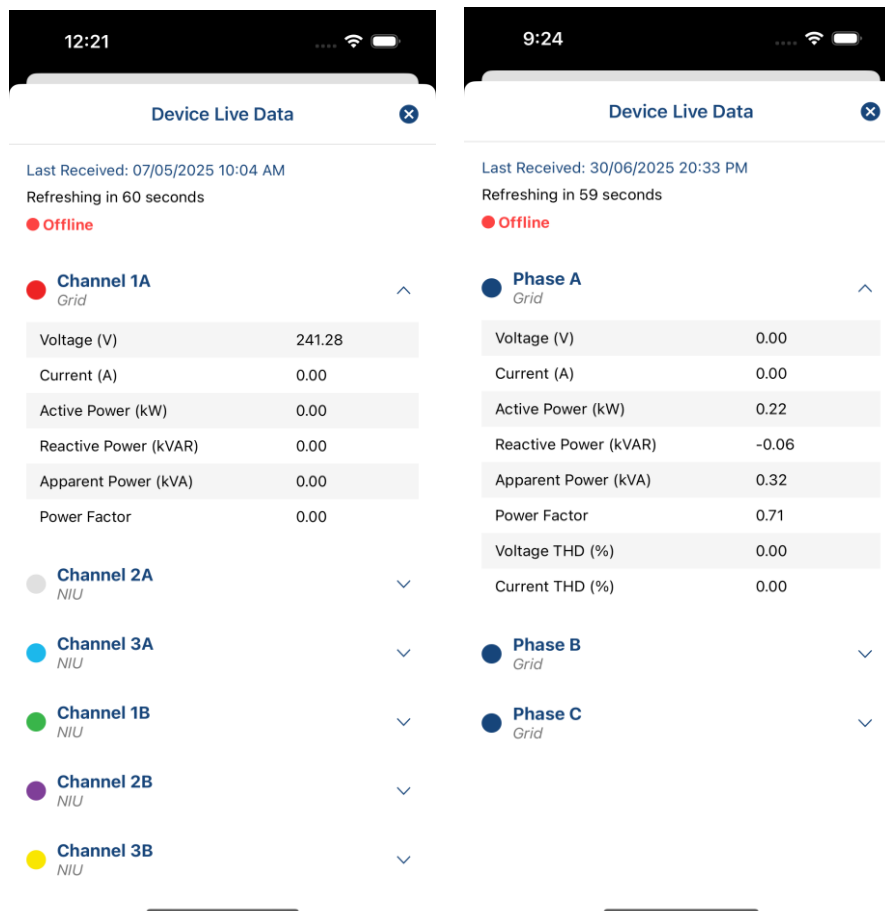 12:21
Device Live Data
Last Received: 07/05/2025 10:04 AM
Refreshing in 60 seconds
Offline
Channel 1A
Grid
Voltage (V) 241.28
Current (A) 0.00
Active Power (kW) 0.00
Reactive Power (kVAR) 0.00
Apparent Power (kVA) 0.00
Power Factor 0.00
Channel 2A
NIU
Channel 3A
NIU
Channel 1B
NIU
Channel 2B
NIU
Channel 3B
NIU
9:24
Device Live Data
Last Received: 30/06/2025 20:33 PM
Refreshing in 59 seconds
Offline
Phase A
Grid
Voltage (V) 0.00
Current (A) 0.00
Active Power (kW) 0.22
Reactive Power (kVAR) -0.06
Apparent Power (kVA) 0.32
Power Factor 0.71
Voltage THD (%) 0.00
Current THD (%) 0.00
Phase B
Grid
Phase C
Grid